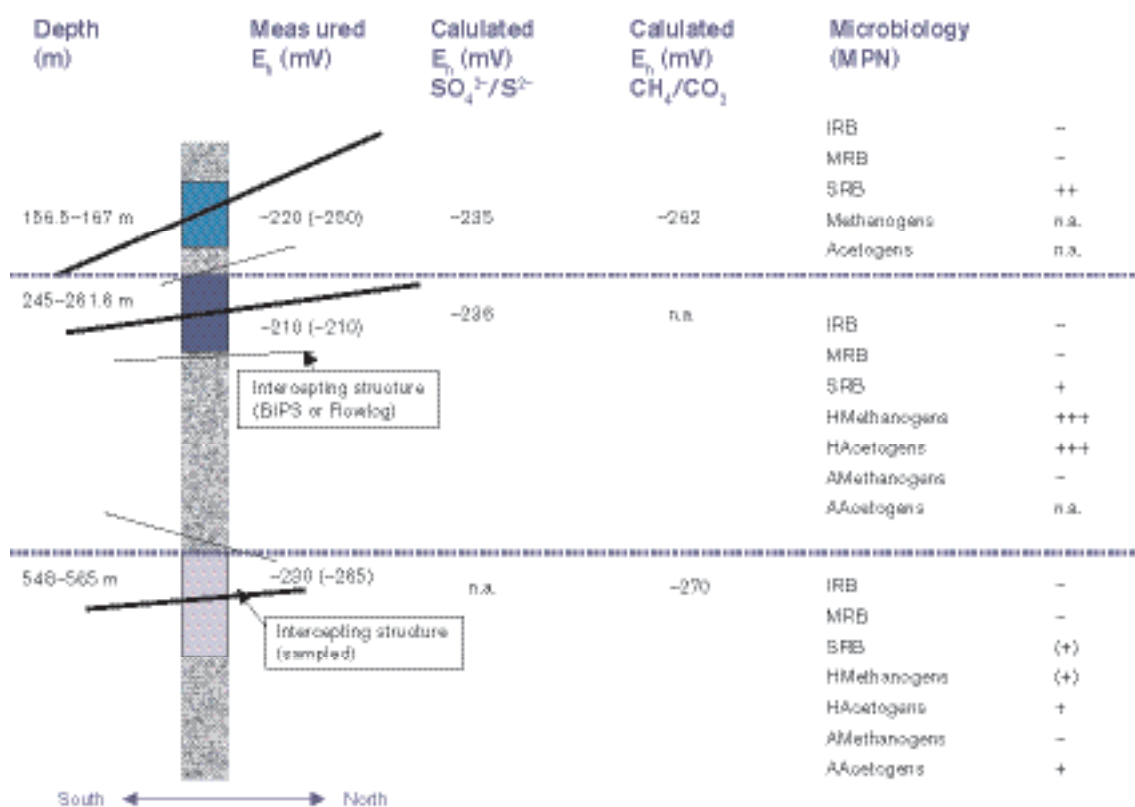 Depth (m)
Meas ured E_h (mV)
Calulated E_h (mV) SO₄²⁻/S²⁻
Calulated E_h (mV) CH₄/CO₂
Microbiology (MPN)
IRB –
MRB –
156.5–167 m
–220 (–250)
–235
–262
SRB ++
Methanogens n.a.
Acetogens n.a.
245–261.6 m
–210 (–210)
–236
n.a.
IRB –
MRB –
Intercepting structure
(BIPS or Flowlog)
SRB +
HMethanogens +++
HAcetogens +++
AMethanogens –
AAcetogens n.a.
548–565 m
–230 (–265)
n.a.
–270
IRB –
MRB –
Intercepting structure
(sampled)
SRB (+)
HMethanogens (+)
HAcetogens +
AMethanogens –
AAcetogens +
South
North